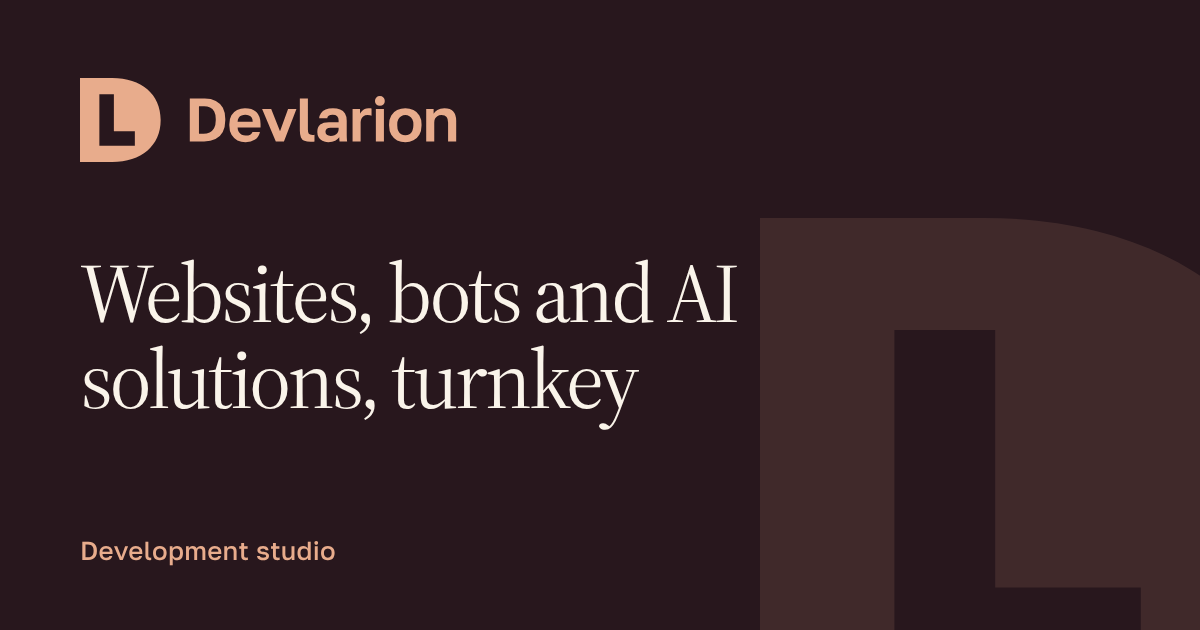 L Devlarion
Websites, bots and AI
solutions, turnkey
Development studio